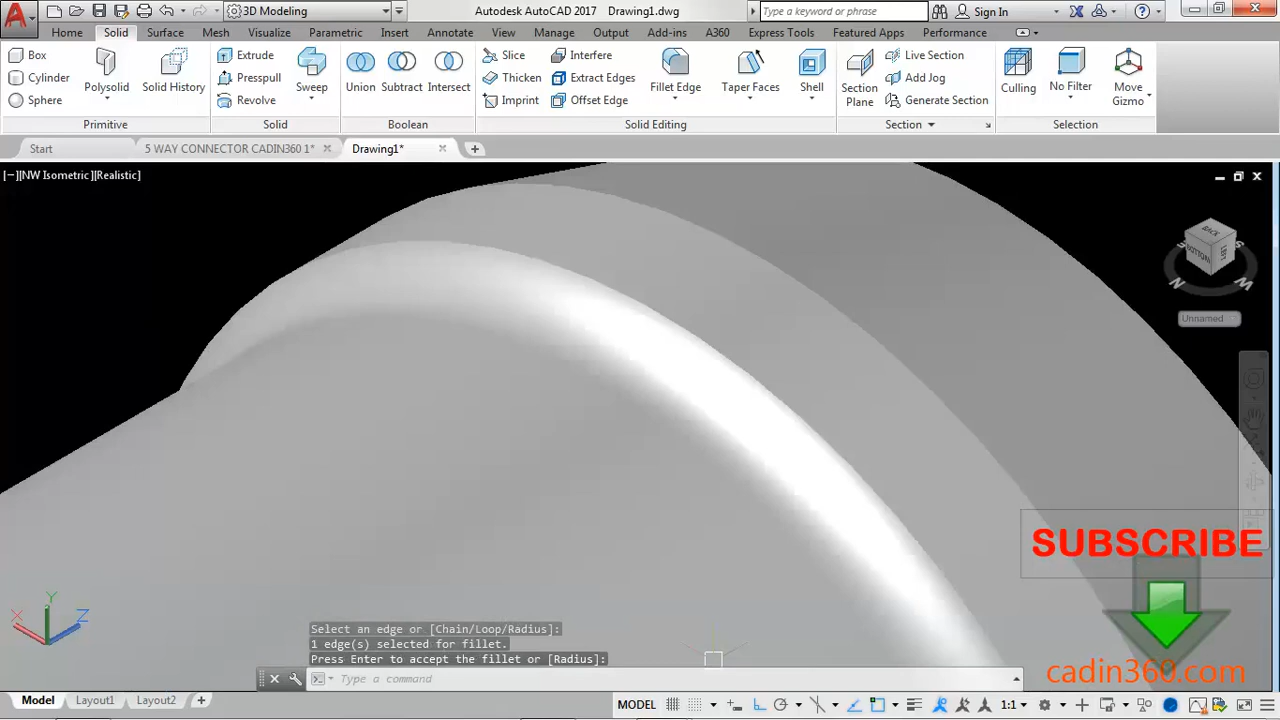 3D Modeling
Autodesk AutoCAD 2017 Drawing1.dwg
Type a keyword or phrase
Sign In
Home Solid Surface Mesh Visualize Parametric Insert Annotate View Manage Output Add-ins A360 Express Tools Featured Apps Performance
Box
Cylinder
Sphere
Polysolid
Solid History
Primitive
Extrude
Presspull
Revolve
Sweep
Solid
Union Subtract Intersect
Boolean
Slice
Thicken
Imprint
Interfere
Extract Edges
Offset Edge
Fillet Edge
Taper Faces
Shell
Solid Editing
Section
Plane
Live Section
Add Jog
Generate Section
Section
Culling
No Filter
Move
Gizmo
Selection
Start
5 WAY CONNECTOR CADIN360 1*
Drawing1*
[−][NW Isometric][Realistic]
BACK
BOTTOM
LEFT
N
Unnamed
SUBSCRIBE
cadin360.com
X
Y
Z
Select an edge or [Chain/Loop/Radius]:
1 edge(s) selected for fillet.
Press Enter to accept the fillet or [Radius]:
Type a command
Model Layout1 Layout2
MODEL
1:1